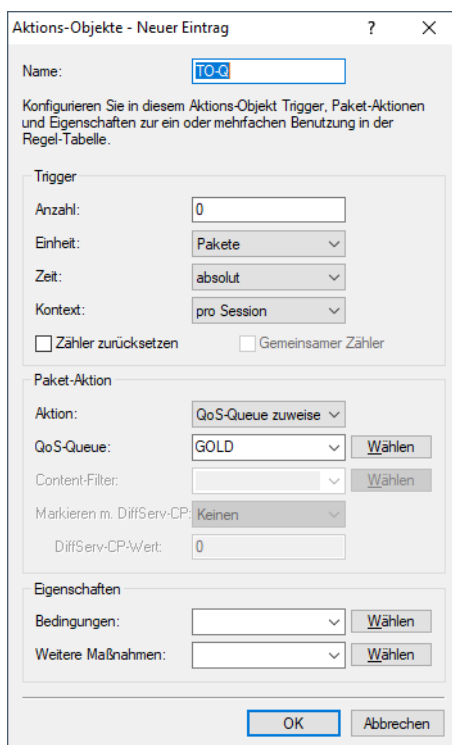 Aktions-Objekte - Neuer Eintrag ? ×
Name: TO-Q
Konfigurieren Sie in diesem Aktions-Objekt Trigger, Paket-Aktionen
und Eigenschaften zur ein oder mehrfachen Benutzung in der
Regel-Tabelle.
Trigger
Anzahl: 0
Einheit: Pakete
Zeit: absolut
Kontext: pro Session
Zähler zurücksetzen Gemeinsamer Zähler
Paket-Aktion
Aktion: QoS-Queue zuweise
QoS-Queue: GOLD Wählen
Content-Filter: Wählen
Markieren m. DiffServ-CP: Keinen
DiffServ-CP-Wert: 0
Eigenschaften
Bedingungen: Wählen
Weitere Maßnahmen: Wählen
OK Abbrechen